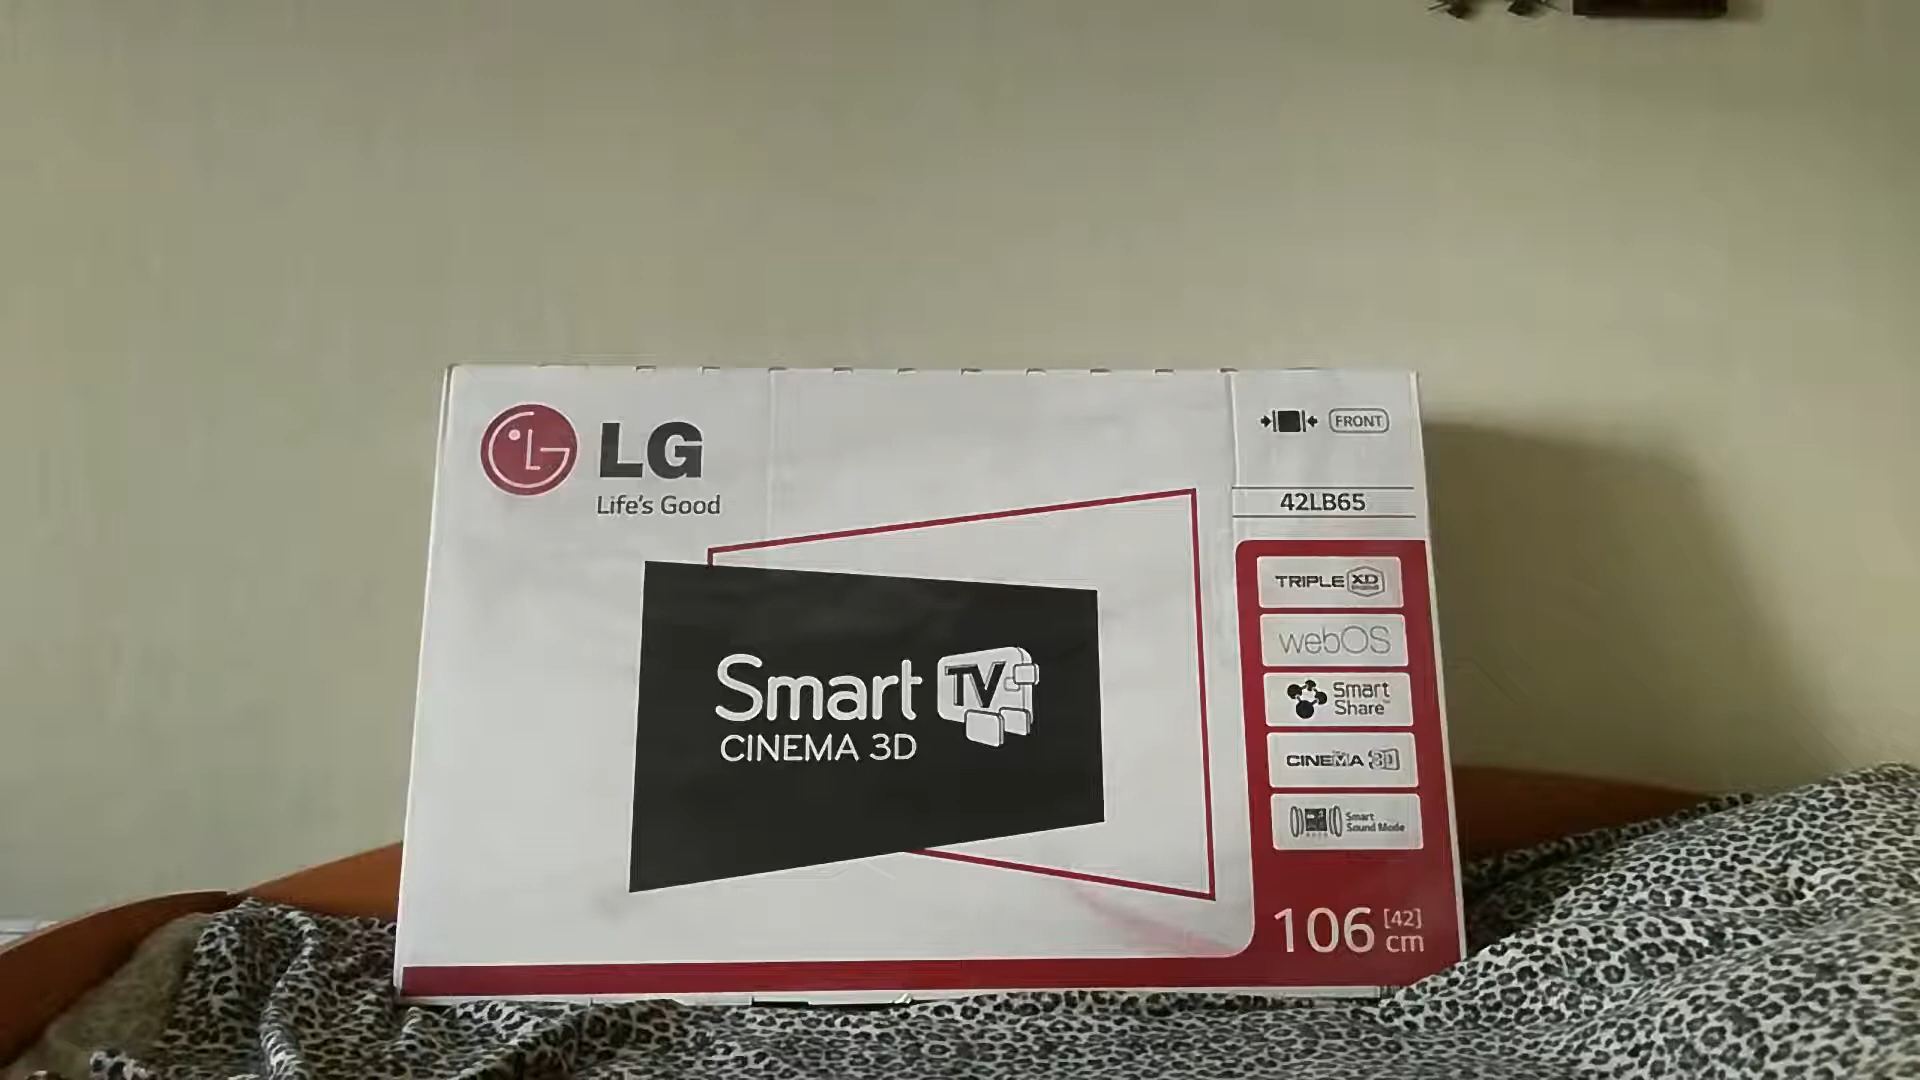 LG
Life's Good
FRONT
42LB65
Smart TV
CINEMA 3D
TRIPLE XD
webOS
Smart
Share™
CINEMA 3D
Smart
Sound Mode
106 [42]
cm